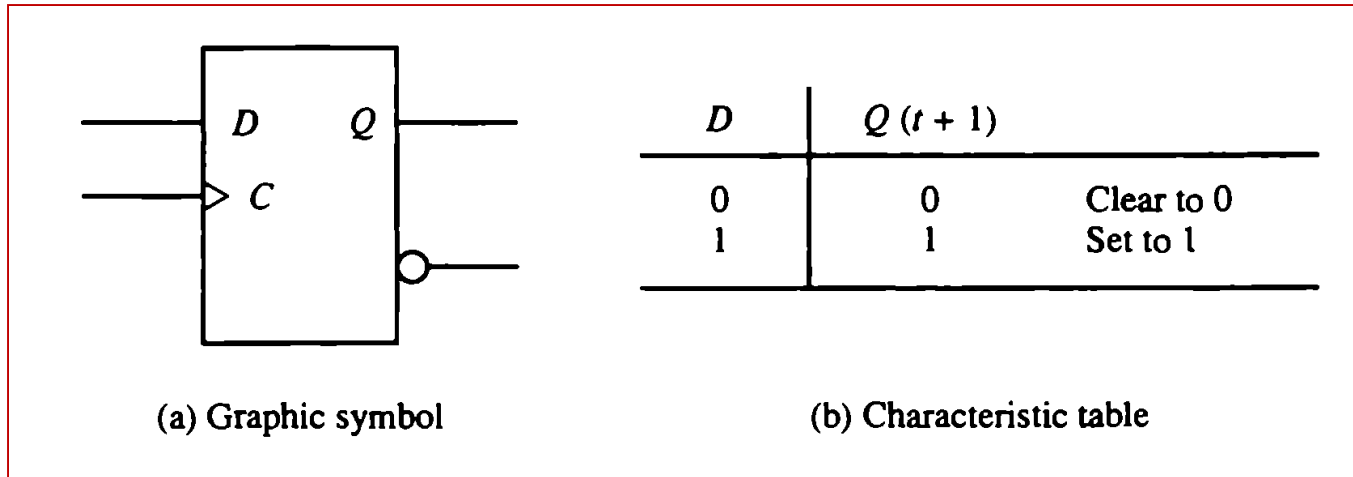 D Q
C
(a) Graphic symbol
D Q (t + 1)
0 0 Clear to 0
1 1 Set to 1
(b) Characteristic table